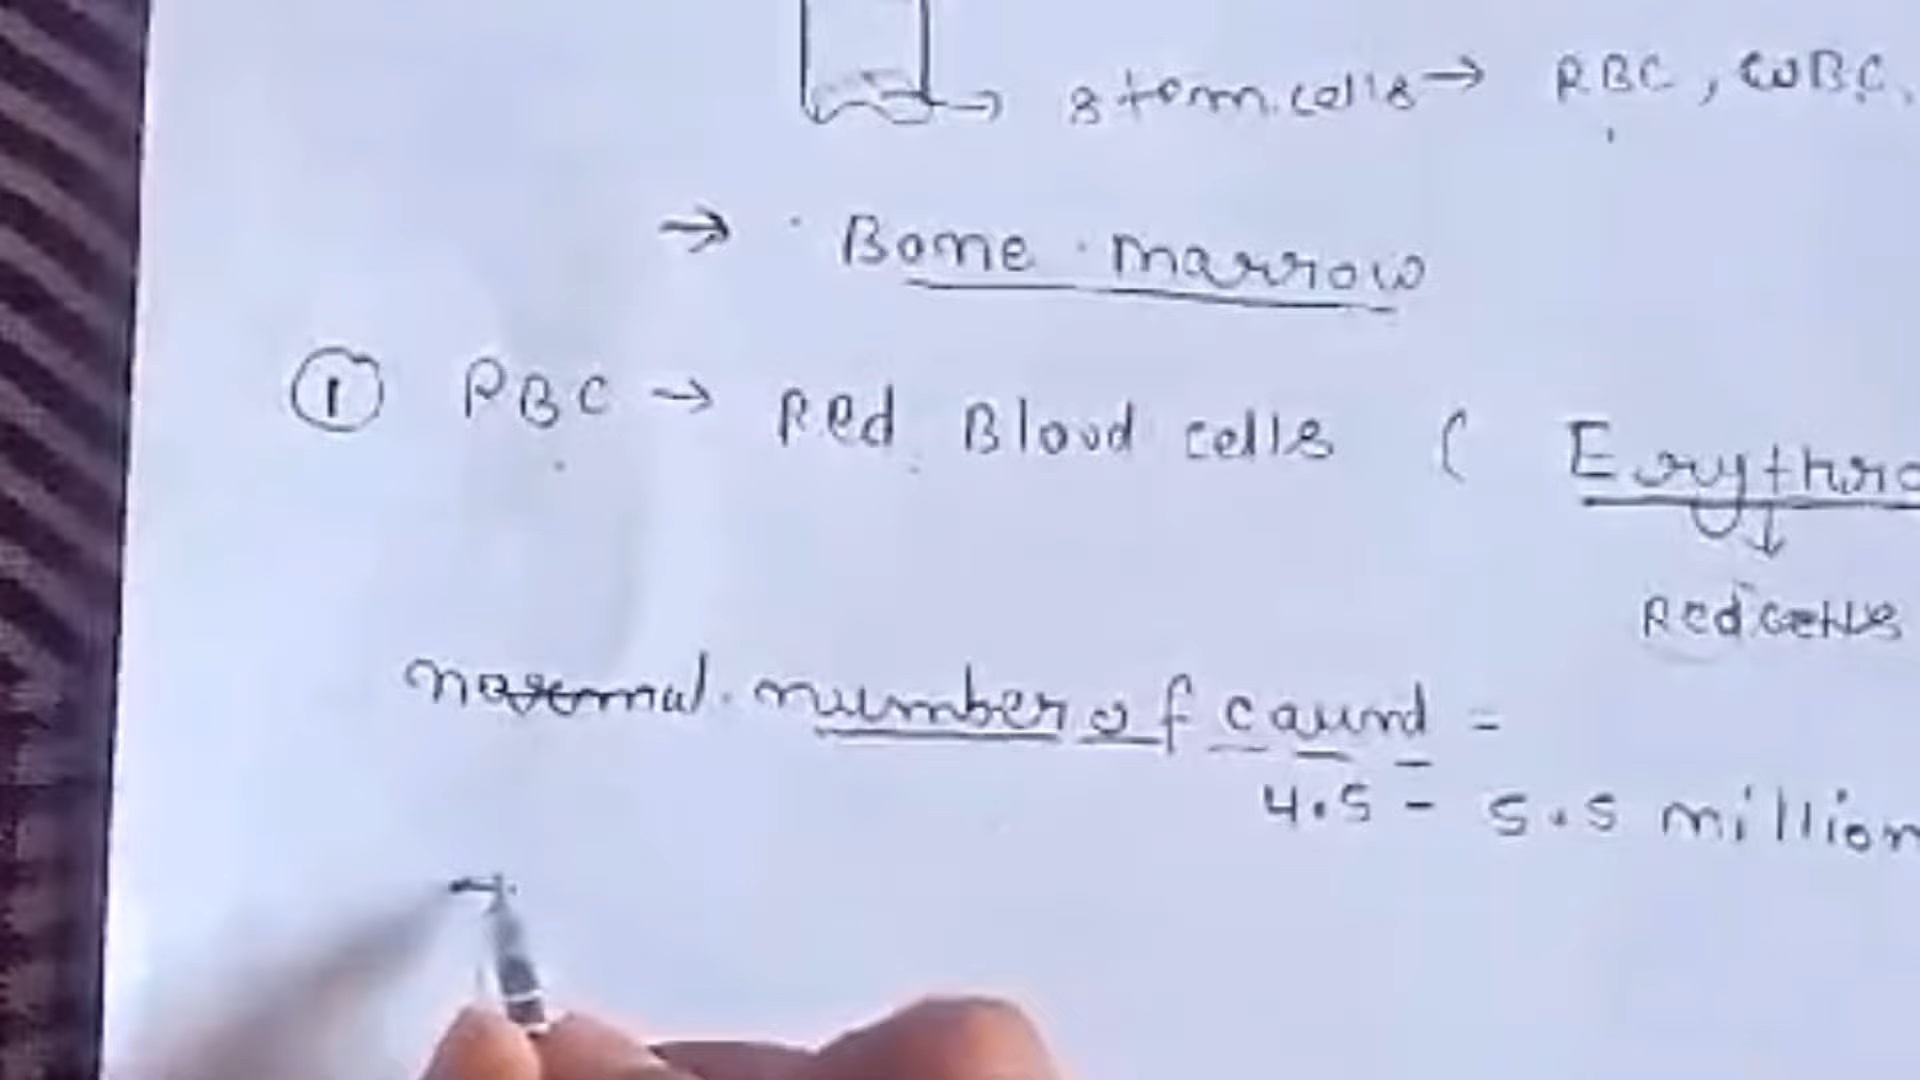 stem cells → RBC, WBC,
→ Bone marrow
① RBC → Red Blood cells ( Erythro
Red cells
normal number of caund =
4.5 - 5.5 million